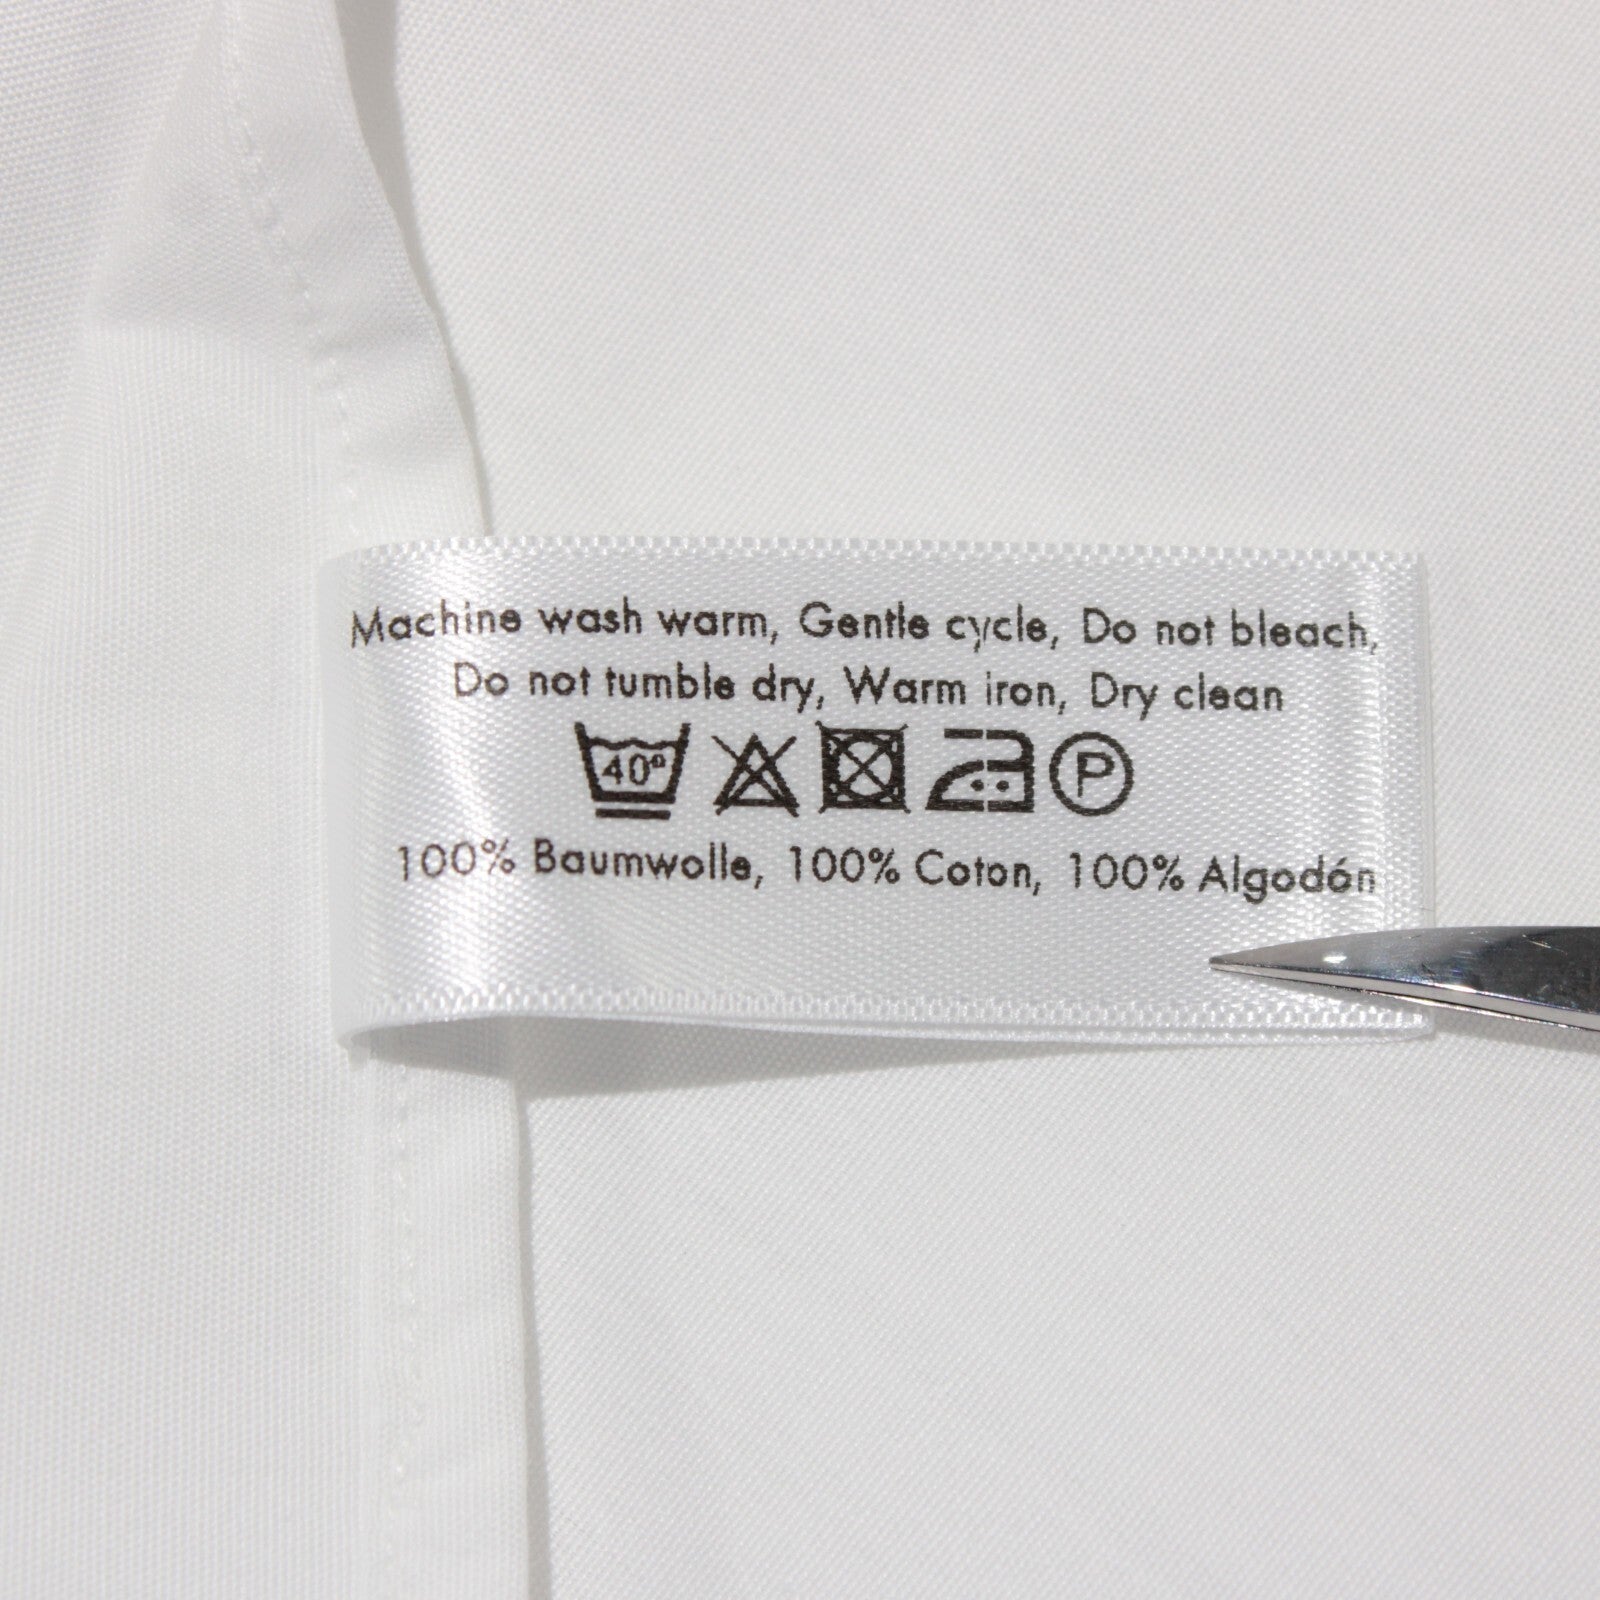 Machine wash warm, Gentle cycle, Do not bleach,
Do not tumble dry, Warm iron, Dry clean
40° P
100% Baumwolle, 100% Coton, 100% Algodón